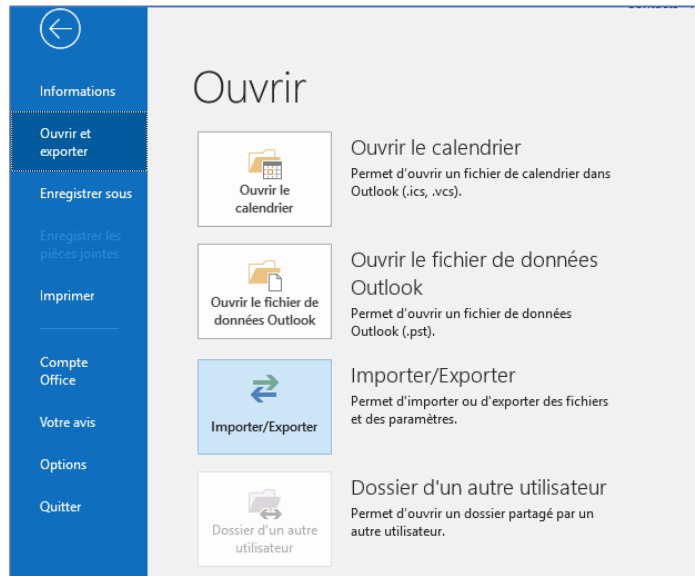 Informations
Ouvrir et
exporter
Enregistrer sous
Enregistrer les
pièces jointes
Imprimer
Compte
Office
Votre avis
Options
Quitter
Ouvrir
Ouvrir le
calendrier
Ouvrir le calendrier
Permet d'ouvrir un fichier de calendrier dans
Outlook (.ics, .vcs).
Ouvrir le fichier de
données Outlook
Ouvrir le fichier de données
Outlook
Permet d'ouvrir un fichier de données
Outlook (.pst).
Importer/Exporter
Importer/Exporter
Permet d'importer ou d'exporter des fichiers
et des paramètres.
Dossier d'un autre
utilisateur
Dossier d'un autre utilisateur
Permet d'ouvrir un dossier partagé par un
autre utilisateur.